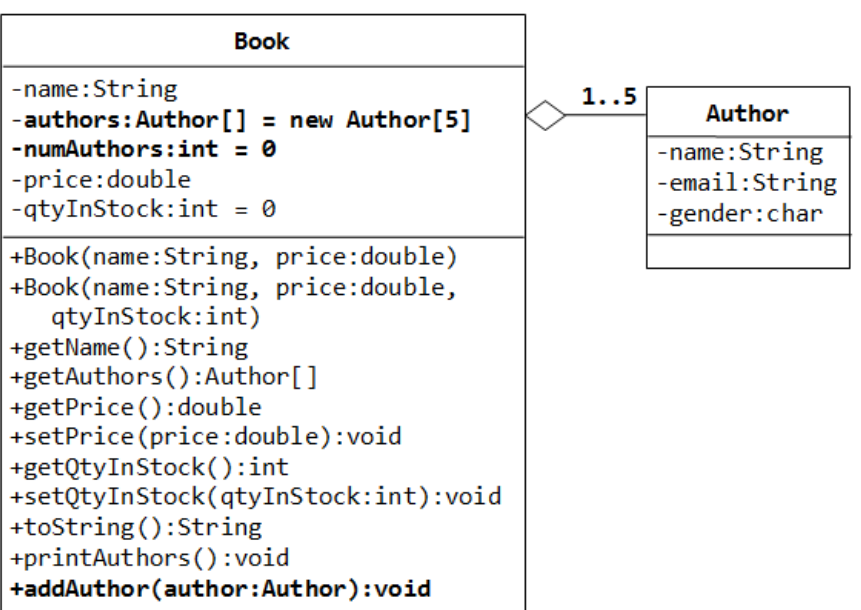 Book
-name:String
-authors:Author[] = new Author[5]
-numAuthors:int = 0
-price:double
-qtyInStock:int = 0
+Book(name:String, price:double)
+Book(name:String, price:double,
qtyInStock:int)
+getName():String
+getAuthors():Author[]
+getPrice():double
+setPrice(price:double):void
+getQtyInStock():int
+setQtyInStock(qtyInStock:int):void
+toString():String
+printAuthors():void
+addAuthor(author:Author):void
1..5
Author
-name:String
-email:String
-gender:char